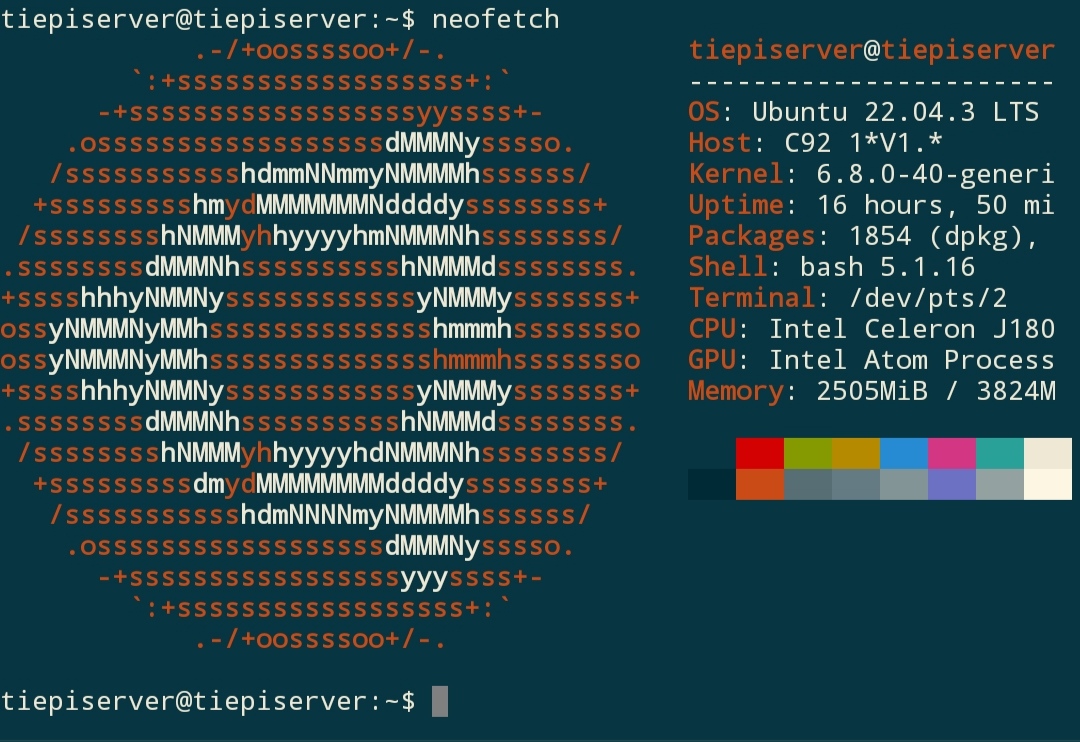 tiepiserver@tiepiserver:~$ neofetch
.-/+oossssoo+/-.
`:+ssssssssssssssssss+:`
-+ssssssssssssssssssyyssss+-
.ossssssssssssssssssdMMMNysssso.
/ssssssssssshdmmNNmmyNMMMMhssssss/
+ssssssssshmydMMMMMMMNddddyssssssss+
/sssssssshNMMMyhhyyyyhmNMMMNhssssssss/
.ssssssssdMMMNhsssssssssshNMMMdssssssss.
+sssshhhyNMMNyssssssssssssyNMMMysssssss+
ossyNMMMNyMMhsssssssssssssshmmmhssssssso
ossyNMMMNyMMhsssssssssssssshmmmhssssssso
+sssshhhyNMMNyssssssssssssyNMMMysssssss+
.ssssssssdMMMNhsssssssssshNMMMdssssssss.
/sssssssshNMMMyhhyyyyhdNMMMNhssssssss/
+sssssssssdmydMMMMMMMMddddyssssssss+
/ssssssssssshdmNNNNmyNMMMMhssssss/
.ossssssssssssssssssdMMMNysssso.
-+sssssssssssssssssyyyssss+-
`:+ssssssssssssssssss+:`
.-/+oossssoo+/-.
tiepiserver@tiepiserver
-----------------------
OS: Ubuntu 22.04.3 LTS
Host: C92 1*V1.*
Kernel: 6.8.0-40-generi
Uptime: 16 hours, 50 mi
Packages: 1854 (dpkg),
Shell: bash 5.1.16
Terminal: /dev/pts/2
CPU: Intel Celeron J180
GPU: Intel Atom Process
Memory: 2505MiB / 3824M
tiepiserver@tiepiserver:~$